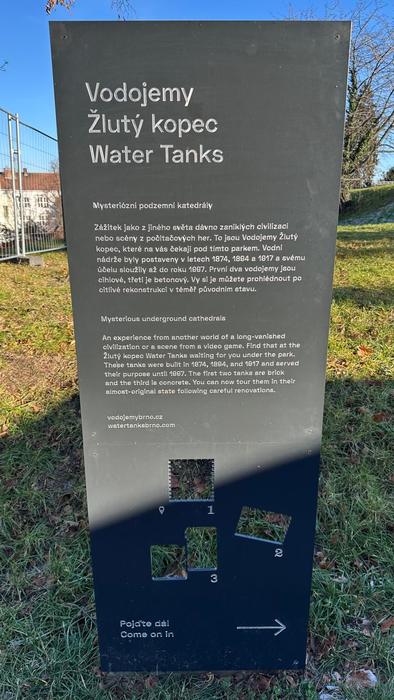 Vodojemy
Žlutý kopec
Water Tanks
Mysteriózní podzemní katedrály
Zážitek jako z jiného světa dávno zaniklých civilizací
nebo scény z počítačových her. To jsou Vodojemy Žlutý
kopec, které na vás čekají pod tímto parkem. Vodní
nádrže byly postaveny v letech 1874, 1894 a 1917 a svému
účelu sloužily až do roku 1997. První dva vodojemy jsou
cihlové, třetí je betonový. Vy si je můžete prohlédnout po
citlivé rekonstrukci v téměř původním stavu.
Mysterious underground cathedrals
An experience from another world of a long-vanished
civilization or a scene from a video game. Find that at the
Žlutý kopec Water Tanks waiting for you under the park.
These tanks were built in 1874, 1894, and 1917 and served
their purpose until 1997. The first two tanks are brick
and the third is concrete. You can now tour them in their
almost-original state following careful renovations.
vodojemybrno.cz
watertanksbrno.com
1
2
3
Pojďte dál
Come on in